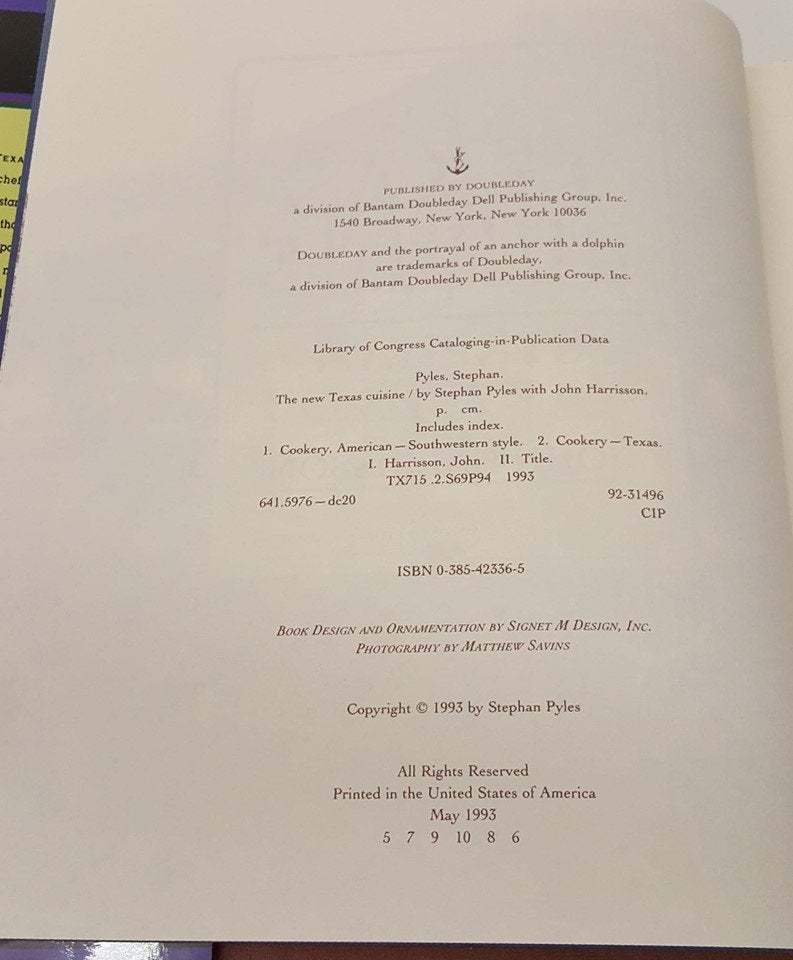 TEXA
chef
star
tho
po
PUBLISHED BY DOUBLEDAY
a division of Bantam Doubleday Dell Publishing Group, Inc.
1540 Broadway, New York, New York 10036
DOUBLEDAY and the portrayal of an anchor with a dolphin
are trademarks of Doubleday,
a division of Bantam Doubleday Dell Publishing Group, Inc.
Library of Congress Cataloging-in-Publication Data
Pyles, Stephan.
The new Texas cuisine / by Stephan Pyles with John Harrisson.
p. cm.
Includes index.
1. Cookery, American — Southwestern style. 2. Cookery — Texas.
I. Harrisson, John. II. Title.
TX715 .2.S69P94 1993
641.5976 — dc20 92-31496
CIP
ISBN 0-385-42336-5
BOOK DESIGN AND ORNAMENTATION BY SIGNET M DESIGN, INC.
PHOTOGRAPHY BY MATTHEW SAVINS
Copyright © 1993 by Stephan Pyles
All Rights Reserved
Printed in the United States of America
May 1993
5 7 9 10 8 6